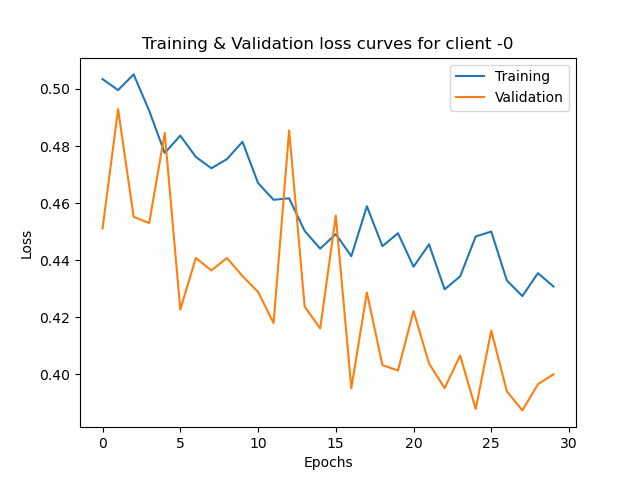 Training & Validation loss curves for client -0
Training
Validation
Loss
0.50
0.48
0.46
0.44
0.42
0.40
0 5 10 15 20 25 30
Epochs